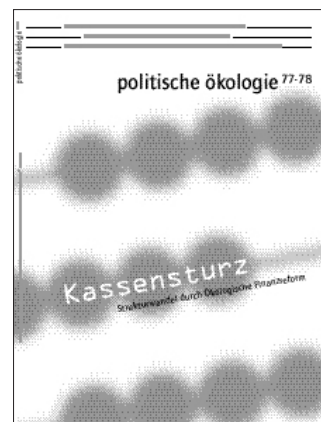 politische ökologie
politische ökologie 77-78
Kassensturz
Strukturwandel durch Ökologische Finanzreform